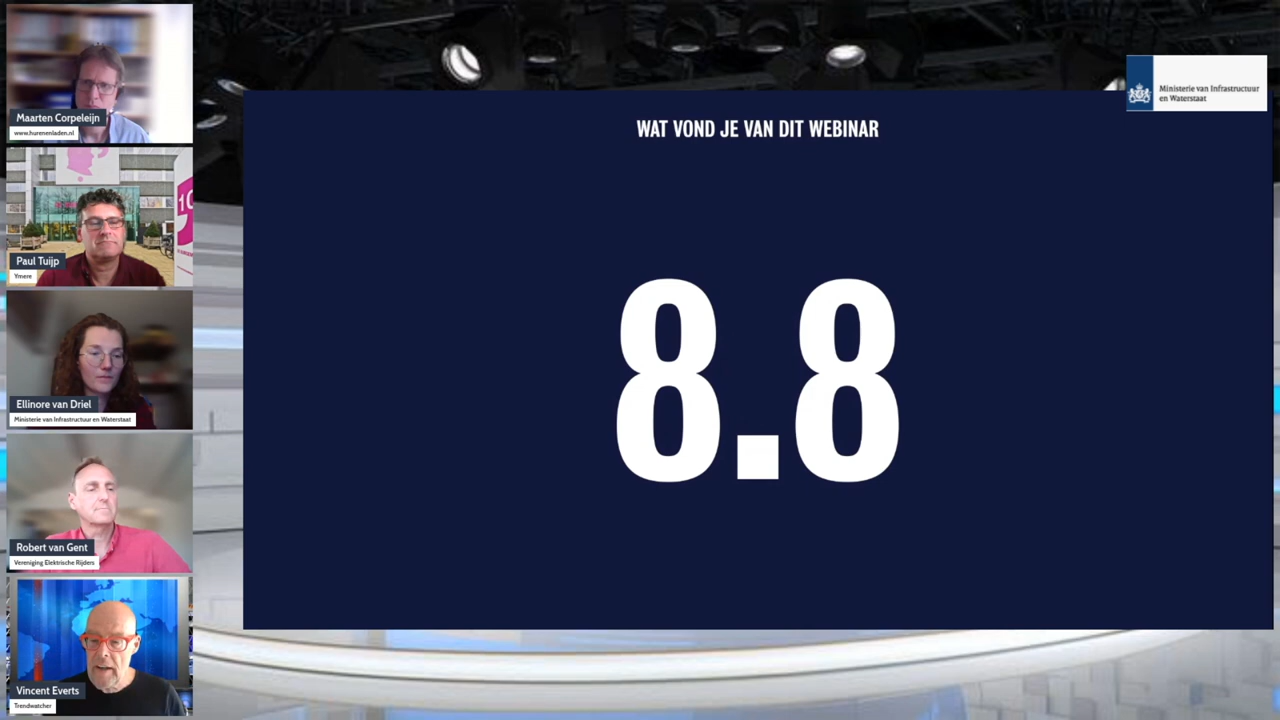 Maarten Corpeleijn
www.hurenenladen.nl
10
Paul Tuijp
Ymere
Ellinore van Driel
Ministerie van Infrastructuur en Waterstaat
Robert van Gent
Vereniging Elektrische Rijders
Vincent Everts
Trendwatcher
WAT VOND JE VAN DIT WEBINAR
8.8
Ministerie van Infrastructuur
en Waterstaat